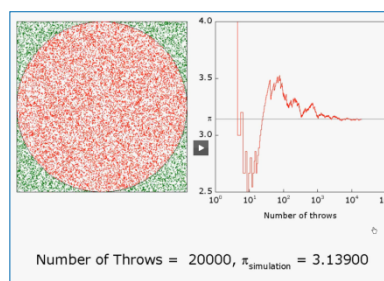 4.0
3.5
π
3.0
2.5
10⁰ 10¹ 10² 10³ 10⁴
Number of throws
Number of Throws = 20000, π_simulation = 3.13900